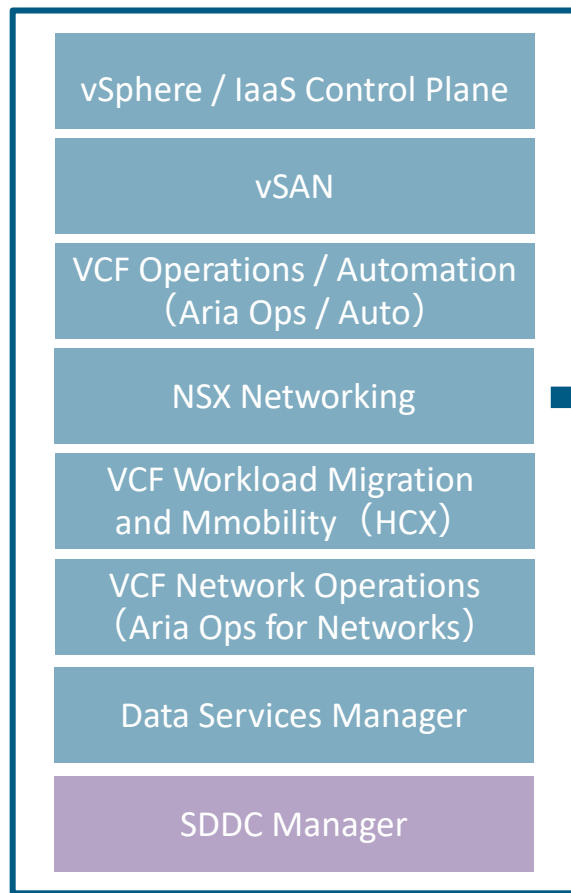 vSphere / IaaS Control Plane
vSAN
VCF Operations / Automation
（Aria Ops / Auto）
NSX Networking
VCF Workload Migration
and Mmobility（HCX）
VCF Network Operations
（Aria Ops for Networks）
Data Services Manager
SDDC Manager